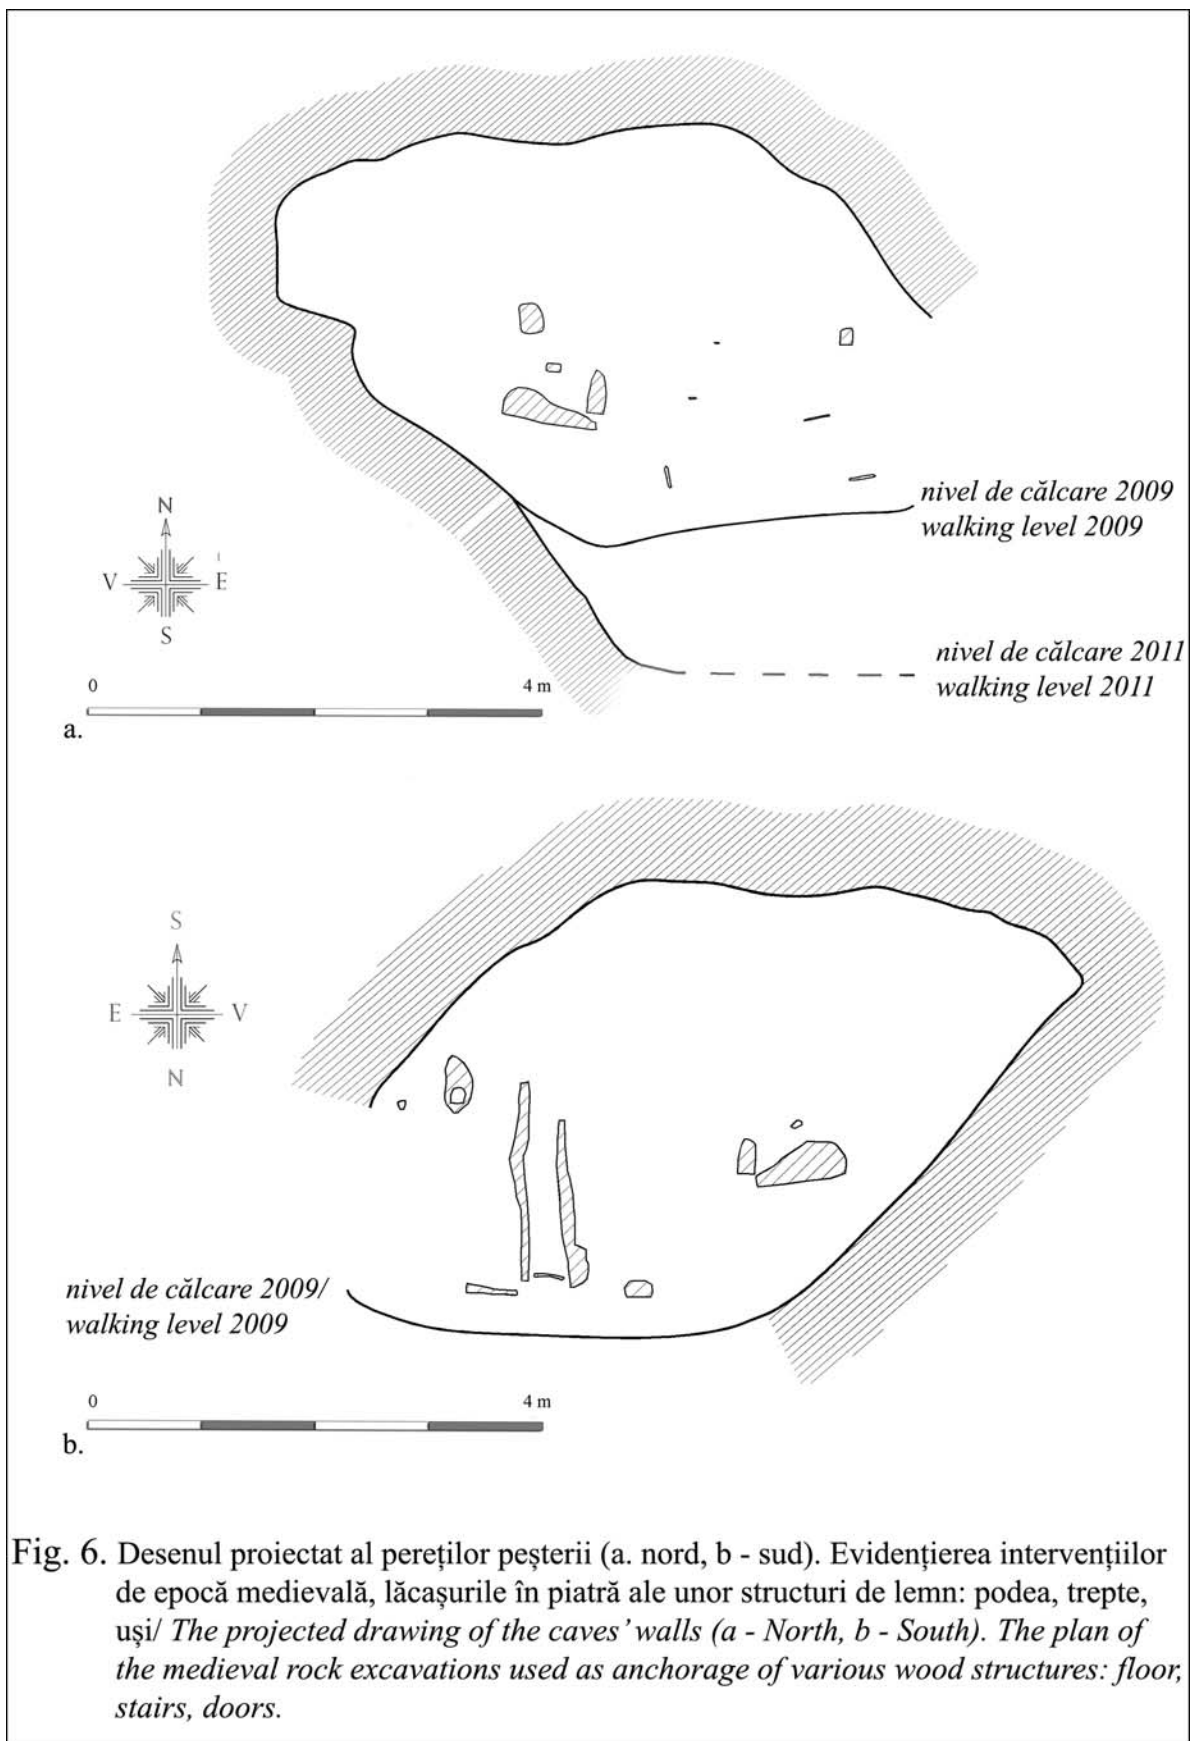 nivel de călcare 2009
walking level 2009
N
V E
S
nivel de călcare 2011
walking level 2011
0 4 m
a.
S
E V
N
nivel de călcare 2009/
walking level 2009
0 4 m
b.
Fig. 6. Desenul proiectat al pereților peșterii (a. nord, b - sud). Evidențierea intervențiilor
de epocă medievală, lăcașurile în piatră ale unor structuri de lemn: podea, trepte,
uși/ The projected drawing of the caves' walls (a - North, b - South). The plan of
the medieval rock excavations used as anchorage of various wood structures: floor,
stairs, doors.